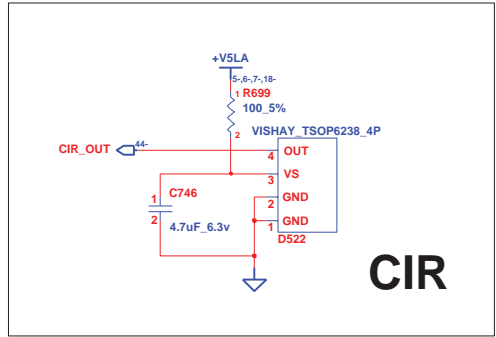 +V5LA
5-,6-,7-,18-
1 R699
100_5%
2
VISHAY_TSOP6238_4P
CIR_OUT 44-
4 OUT
3 VS
2 GND
1 GND
D522
1 C746
2 4.7uF_6.3v
CIR